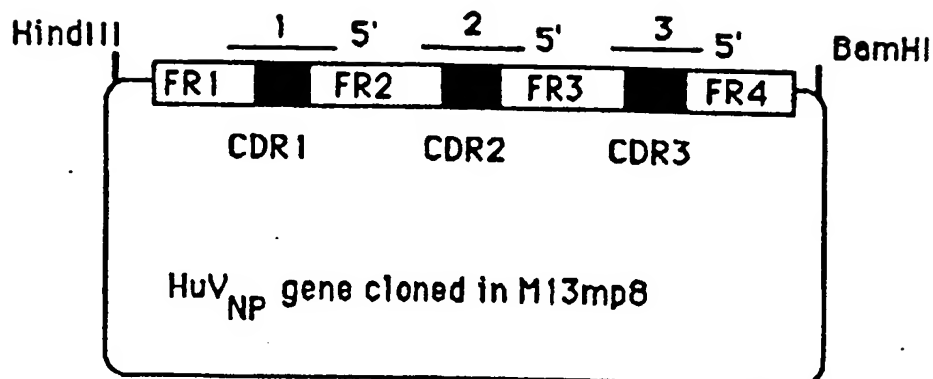 HindIII 1 5' 2 5' 3 5' BamHI
FR1 FR2 FR3 FR4
CDR1 CDR2 CDR3
HuVNP gene cloned in M13mp8